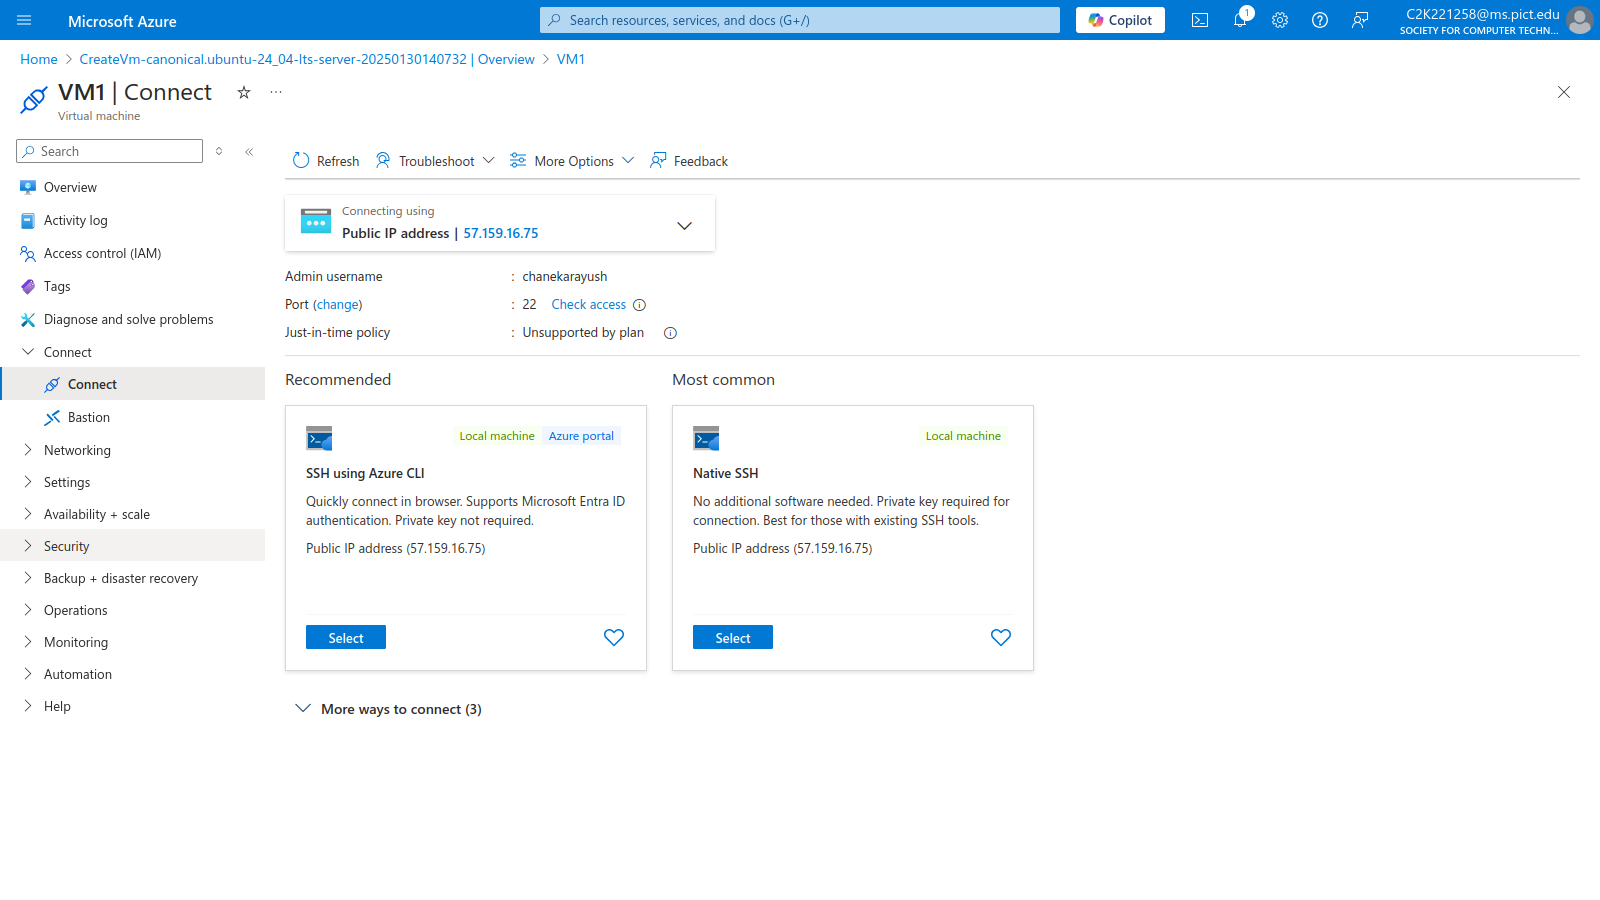 Microsoft Azure
Search resources, services, and docs (G+/)
Copilot
1
C2K221258@ms.pict.edu
SOCIETY FOR COMPUTER TECHN...
Home > CreateVm-canonical.ubuntu-24_04-lts-server-20250130140732 | Overview > VM1
VM1 | Connect
Virtual machine
Search
Overview
Activity log
Access control (IAM)
Tags
Diagnose and solve problems
Connect
Connect
Bastion
Networking
Settings
Availability + scale
Security
Backup + disaster recovery
Operations
Monitoring
Automation
Help
Refresh
Troubleshoot
More Options
Feedback
Connecting using
Public IP address | 57.159.16.75
Admin username : chanekarayush
Port (change) : 22 Check access
Just-in-time policy : Unsupported by plan
Recommended
Local machine Azure portal
SSH using Azure CLI
Quickly connect in browser. Supports Microsoft Entra ID
authentication. Private key not required.
Public IP address (57.159.16.75)
Select
Most common
Local machine
Native SSH
No additional software needed. Private key required for
connection. Best for those with existing SSH tools.
Public IP address (57.159.16.75)
Select
More ways to connect (3)